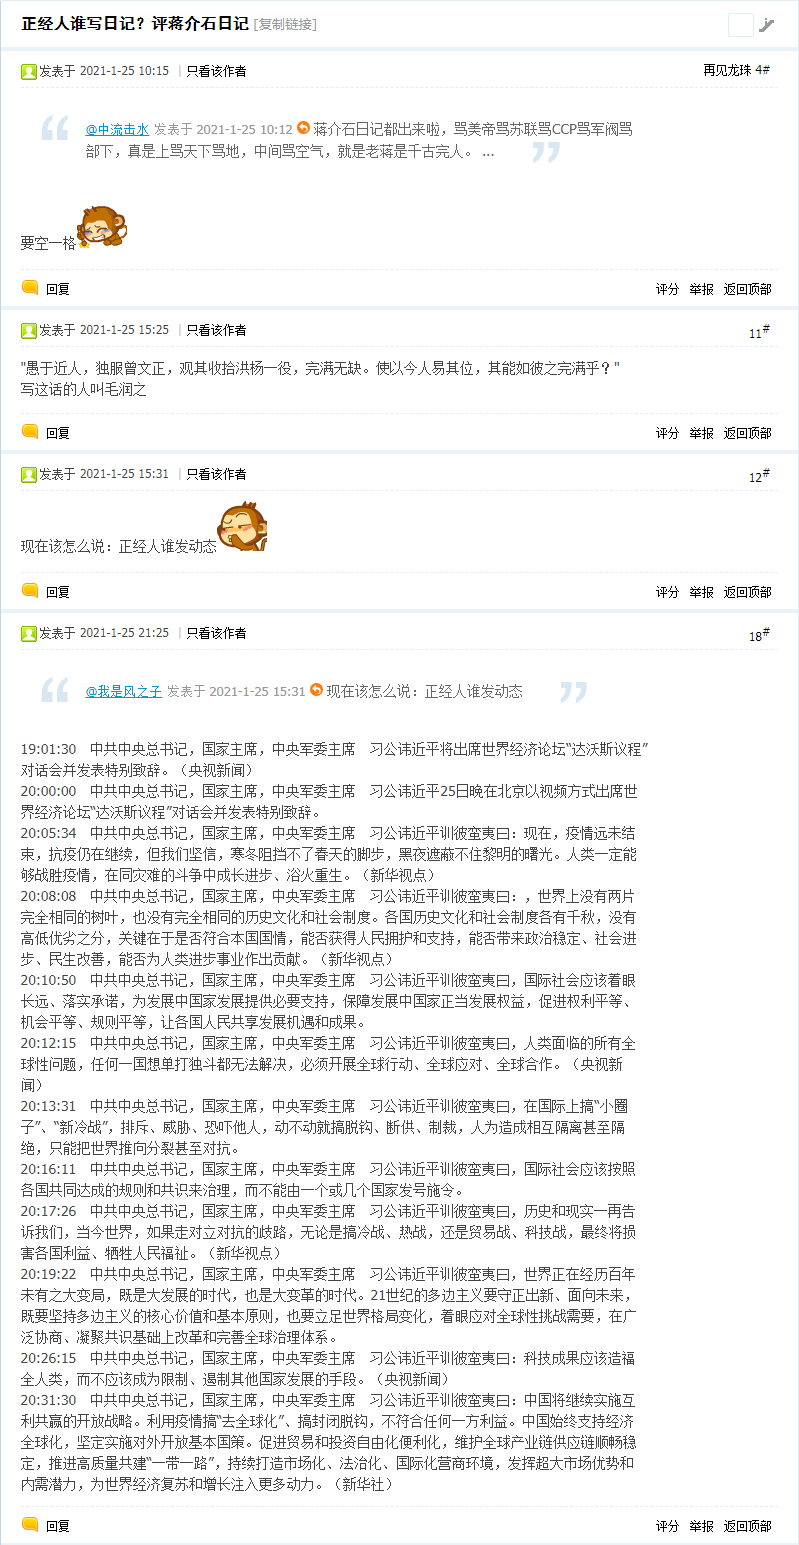 正经人谁写日记？评蒋介石日记 [复制链接]
发表于 2021-1-25 10:15 |只看该作者
再见龙珠 4#
@中流击水 发表于 2021-1-25 10:12 蒋介石日记都出来啦，骂美帝骂苏联骂CCP骂军阀骂
部下，真是上骂天下骂地，中间骂空气，就是老蒋是千古完人。 ...
要空一格
回复
评分 举报 返回顶部
发表于 2021-1-25 15:25 |只看该作者
11#
"愚于近人，独服曾文正，观其收拾洪杨一役，完满无缺。使以今人易其位，其能如彼之完满乎？"
写这话的人叫毛润之
回复
评分 举报 返回顶部
发表于 2021-1-25 15:31 |只看该作者
12#
现在该怎么说：正经人谁发动态
回复
评分 举报 返回顶部
发表于 2021-1-25 21:25 |只看该作者
18#
@我是风之子 发表于 2021-1-25 15:31 现在该怎么说：正经人谁发动态
19:01:30 中共中央总书记，国家主席，中央军委主席 习公讳近平将出席世界经济论坛“达沃斯议程”
对话会并发表特别致辞。（央视新闻）
20:00:00 中共中央总书记，国家主席，中央军委主席 习公讳近平25日晚在北京以视频方式出席世
界经济论坛“达沃斯议程”对话会并发表特别致辞。
20:05:34 中共中央总书记，国家主席，中央军委主席 习公讳近平训彼蛮夷曰：现在，疫情远未结
束，抗疫仍在继续，但我们坚信，寒冬阻挡不了春天的脚步，黑夜遮蔽不住黎明的曙光。人类一定能
够战胜疫情，在同灾难的斗争中成长进步、浴火重生。（新华视点）
20:08:08 中共中央总书记，国家主席，中央军委主席 习公讳近平训彼蛮夷曰：，世界上没有两片
完全相同的树叶，也没有完全相同的历史文化和社会制度。各国历史文化和社会制度各有千秋，没有
高低优劣之分，关键在于是否符合本国国情，能否获得人民拥护和支持，能否带来政治稳定、社会进
步、民生改善，能否为人类进步事业作出贡献。（新华视点）
20:10:50 中共中央总书记，国家主席，中央军委主席 习公讳近平训彼蛮夷曰，国际社会应该着眼
长远、落实承诺，为发展中国家发展提供必要支持，保障发展中国家正当发展权益，促进权利平等、
机会平等、规则平等，让各国人民共享发展机遇和成果。
20:12:15 中共中央总书记，国家主席，中央军委主席 习公讳近平训彼蛮夷曰，人类面临的所有全
球性问题，任何一国想单打独斗都无法解决，必须开展全球行动、全球应对、全球合作。（央视新
闻）
20:13:31 中共中央总书记，国家主席，中央军委主席 习公讳近平训彼蛮夷曰，在国际上搞“小圈
子”、“新冷战”，排斥、威胁、恐吓他人，动不动就搞脱钩、断供、制裁，人为造成相互隔离甚至隔
绝，只能把世界推向分裂甚至对抗。
20:16:11 中共中央总书记，国家主席，中央军委主席 习公讳近平训彼蛮夷曰，国际社会应该按照
各国共同达成的规则和共识来治理，而不能由一个或几个国家发号施令。
20:17:26 中共中央总书记，国家主席，中央军委主席 习公讳近平训彼蛮夷曰，历史和现实一再告
诉我们，当今世界，如果走对立对抗的歧路，无论是搞冷战、热战，还是贸易战、科技战，最终将损
害各国利益、牺牲人民福祉。（新华视点）
20:19:22 中共中央总书记，国家主席，中央军委主席 习公讳近平训彼蛮夷曰，世界正在经历百年
未有之大变局，既是大发展的时代，也是大变革的时代。21世纪的多边主义要守正出新、面向未来，
既要坚持多边主义的核心价值和基本原则，也要立足世界格局变化，着眼应对全球性挑战需要，在广
泛协商、凝聚共识基础上改革和完善全球治理体系。
20:26:15 中共中央总书记，国家主席，中央军委主席 习公讳近平训彼蛮夷曰：科技成果应该造福
全人类，而不应该成为限制、遏制其他国家发展的手段。（央视新闻）
20:31:30 中共中央总书记，国家主席，中央军委主席 习公讳近平训彼蛮夷曰：中国将继续实施互
利共赢的开放战略。利用疫情搞“去全球化”、搞封闭脱钩，不符合任何一方利益。中国始终支持经济
全球化，坚定实施对外开放基本国策。促进贸易和投资自由化便利化，维护全球产业链供应链顺畅稳
定，推进高质量共建“一带一路”，持续打造市场化、法治化、国际化营商环境，发挥超大市场优势和
内需潜力，为世界经济复苏和增长注入更多动力。（新华社）
回复
评分 举报 返回顶部